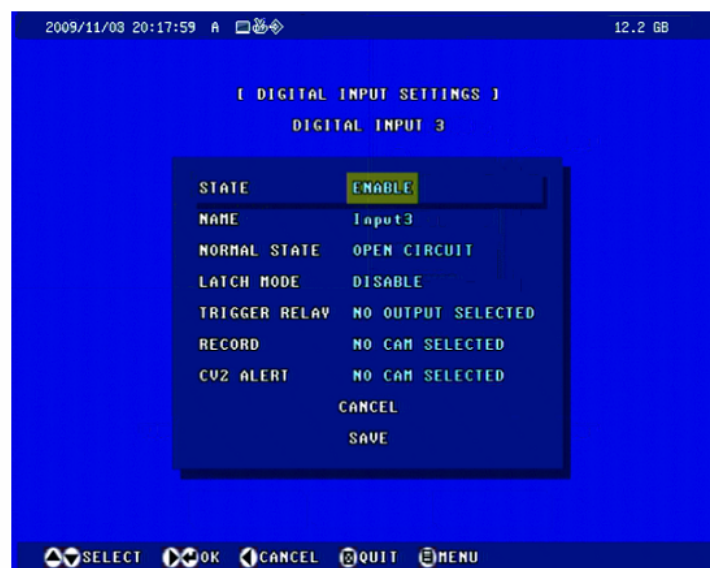 2009/11/03 20:17:59 A 12.2 GB
[ DIGITAL INPUT SETTINGS ]
DIGITAL INPUT 3
STATE ENABLE
NAME Input3
NORMAL STATE OPEN CIRCUIT
LATCH MODE DISABLE
TRIGGER RELAY NO OUTPUT SELECTED
RECORD NO CAM SELECTED
CV2 ALERT NO CAM SELECTED
CANCEL
SAVE
SELECT OK CANCEL QUIT MENU